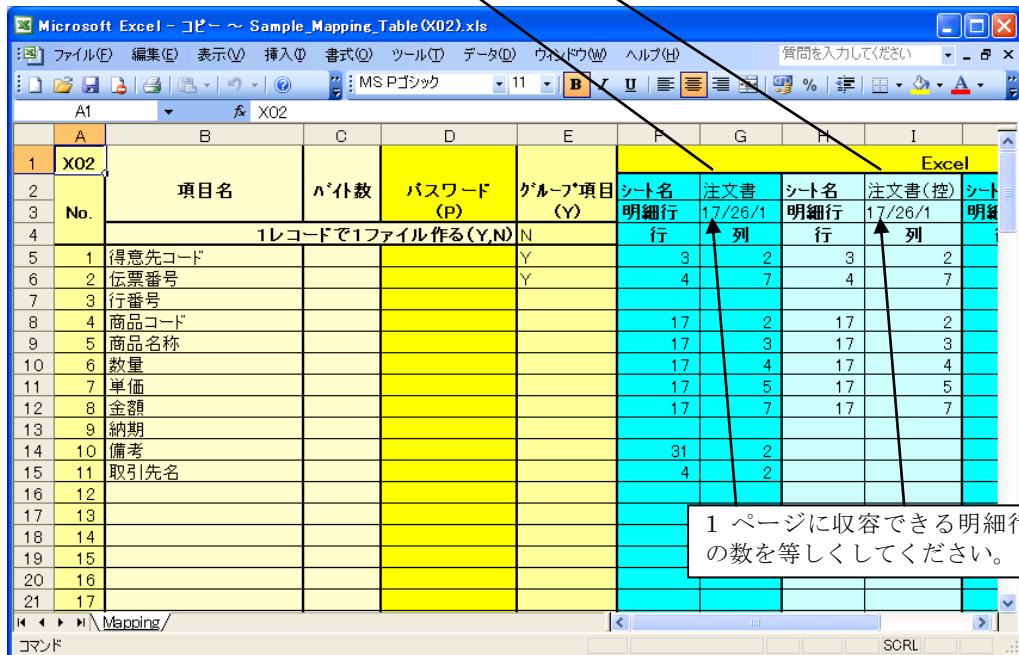 Microsoft Excel - コピー ～ Sample_Mapping_Table(X02).xls
ファイル(F) 編集(E) 表示(V) 挿入(I) 書式(O) ツール(T) データ(D) ウィンドウ(W) ヘルプ(H) 質問を入力してください
MS Pゴシック 11 B I U %
A1 fx X02
A B C D E F G H I
1 X02 Excel
2 項目名 ﾊﾞｲﾄ数 パスワード ｸﾞﾙｰﾌﾟ項目 シート名 注文書 シート名 注文書(控) シート
3 No. (P) (Y) 明細行 17/26/1 明細行 17/26/1 明細
4 1レコードで1ファイル作る(Y,N) N 行 列 行 列
5 1 得意先コード Y 3 2 3 2
6 2 伝票番号 Y 4 7 4 7
7 3 行番号
8 4 商品コード 17 2 17 2
9 5 商品名称 17 3 17 3
10 6 数量 17 4 17 4
11 7 単価 17 5 17 5
12 8 金額 17 7 17 7
13 9 納期
14 10 備考 31 2
15 11 取引先名 4 2
16 12
17 13
18 14
19 15
20 16
21 17
1 ページに収容できる明細行
の数を等しくしてください。
Mapping
コマンド SCRL